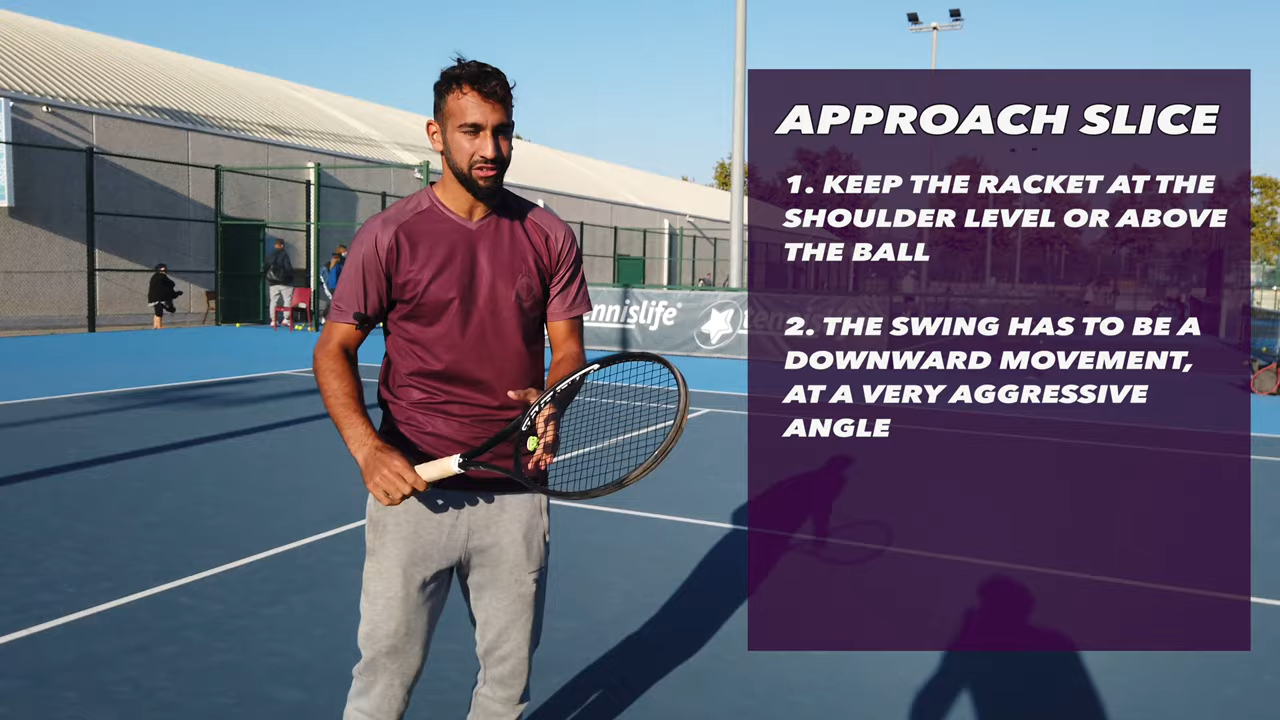 APPROACH SLICE
1. KEEP THE RACKET AT THE
SHOULDER LEVEL OR ABOVE
THE BALL
2. THE SWING HAS TO BE A
DOWNWARD MOVEMENT,
AT A VERY AGGRESSIVE
ANGLE
ennislife